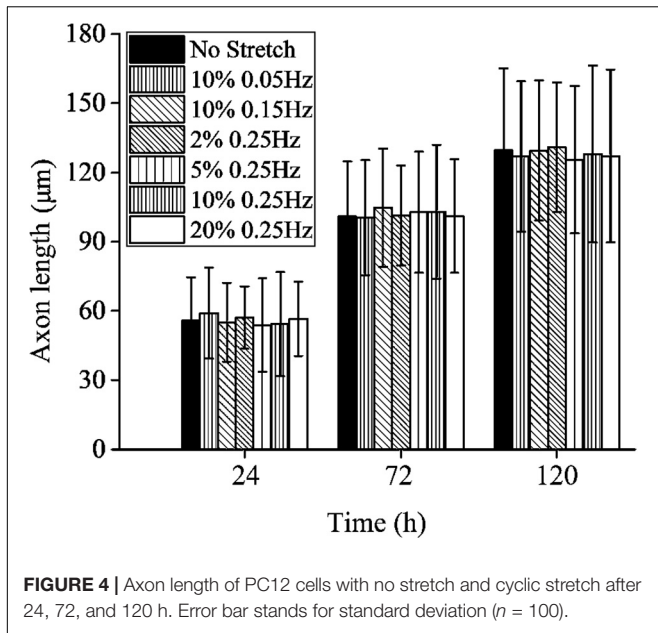 180
150
120
90
60
30
0
Axon length (μm)
No Stretch
10% 0.05Hz
10% 0.15Hz
2% 0.25Hz
5% 0.25Hz
10% 0.25Hz
20% 0.25Hz
24
72
120
Time (h)
FIGURE 4 | Axon length of PC12 cells with no stretch and cyclic stretch after
24, 72, and 120 h. Error bar stands for standard deviation (n = 100).